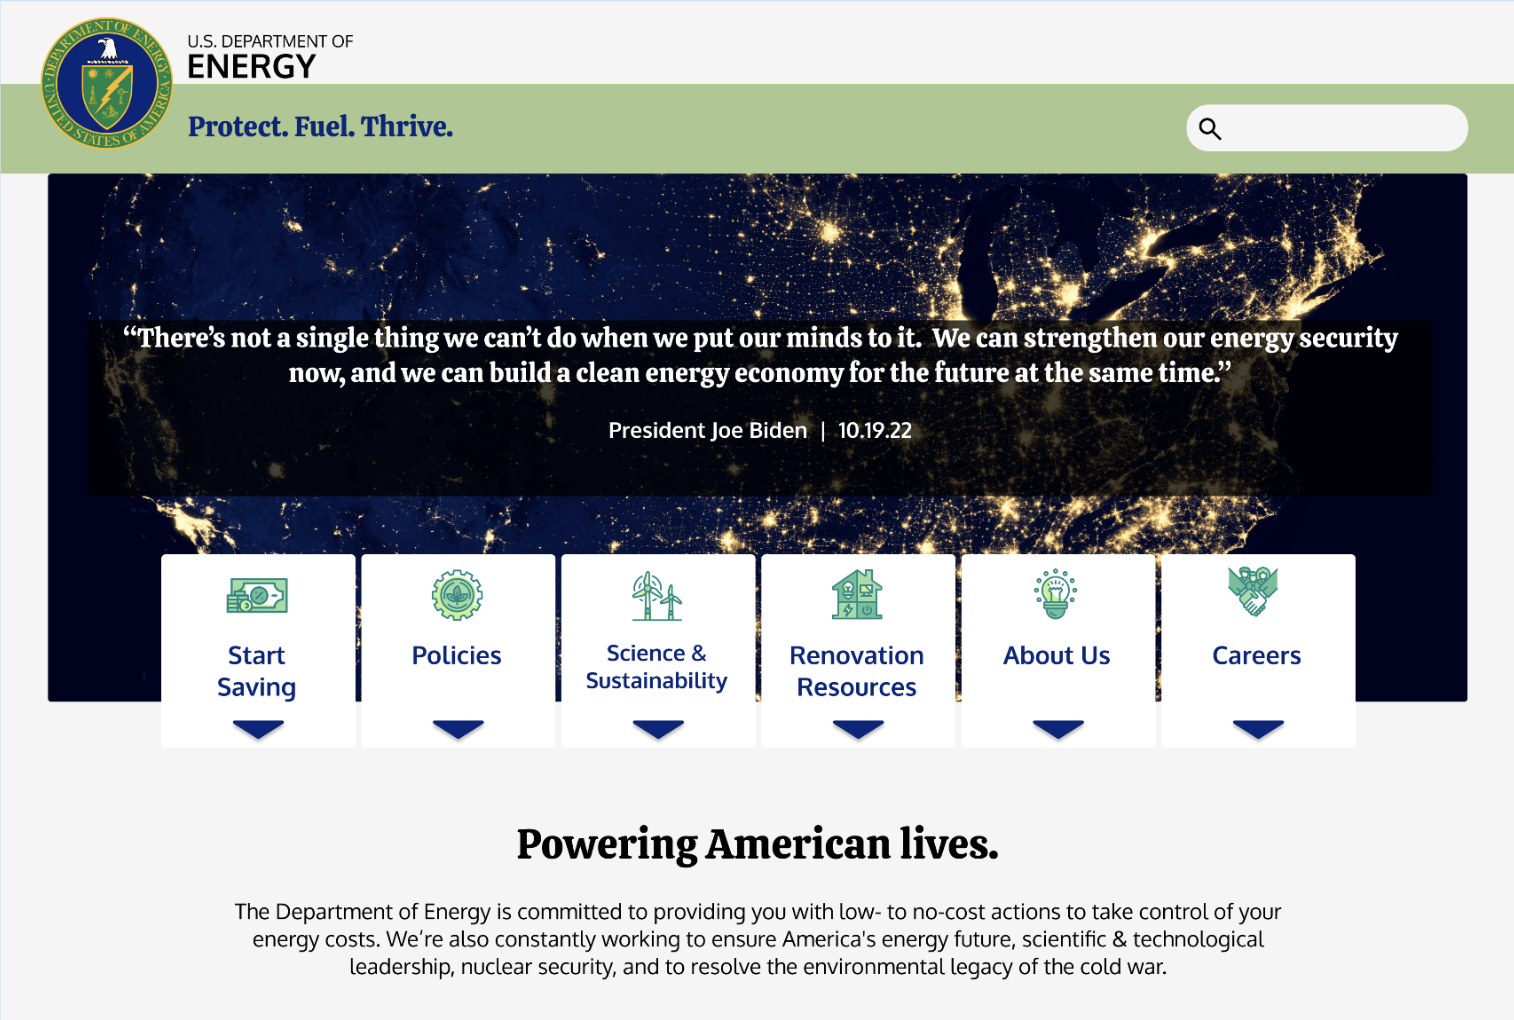 DEPARTMENT OF ENERGY
UNITED STATES OF AMERICA
U.S. DEPARTMENT OF
ENERGY
Protect. Fuel. Thrive.
“There’s not a single thing we can’t do when we put our minds to it.  We can strengthen our energy security
now, and we can build a clean energy economy for the future at the same time.”
President Joe Biden | 10.19.22
Start
Saving
Policies
Science &
Sustainability
Renovation
Resources
About Us
Careers
Powering American lives.
The Department of Energy is committed to providing you with low- to no-cost actions to take control of your
energy costs. We’re also constantly working to ensure America's energy future, scientific & technological
leadership, nuclear security, and to resolve the environmental legacy of the cold war.